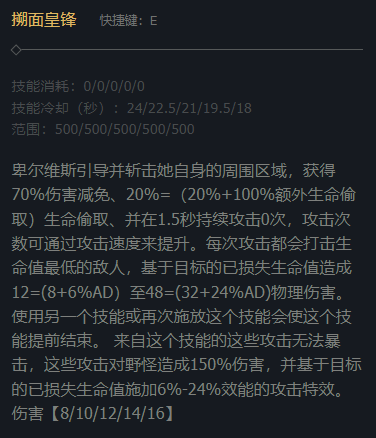 搠面皇锋 快捷键：E
技能消耗：0/0/0/0/0
技能冷却（秒）：24/22.5/21/19.5/18
范围：500/500/500/500/500
卑尔维斯引导并斩击她自身的周围区域，获得
70%伤害减免、20%=（20%+100%额外生命偷
取）生命偷取、并在1.5秒持续攻击0次，攻击次
数可通过攻击速度来提升。每次攻击都会打击生
命值最低的敌人，基于目标的已损失生命值造成
12=(8+6%AD）至48=(32+24%AD)物理伤害。
使用另一个技能或再次施放这个技能会使这个技
能提前结束。 来自这个技能的这些攻击无法暴
击，这些攻击对野怪造成150%伤害，并基于目标
的已损失生命值施加6%-24%效能的攻击特效。
伤害【8/10/12/14/16】